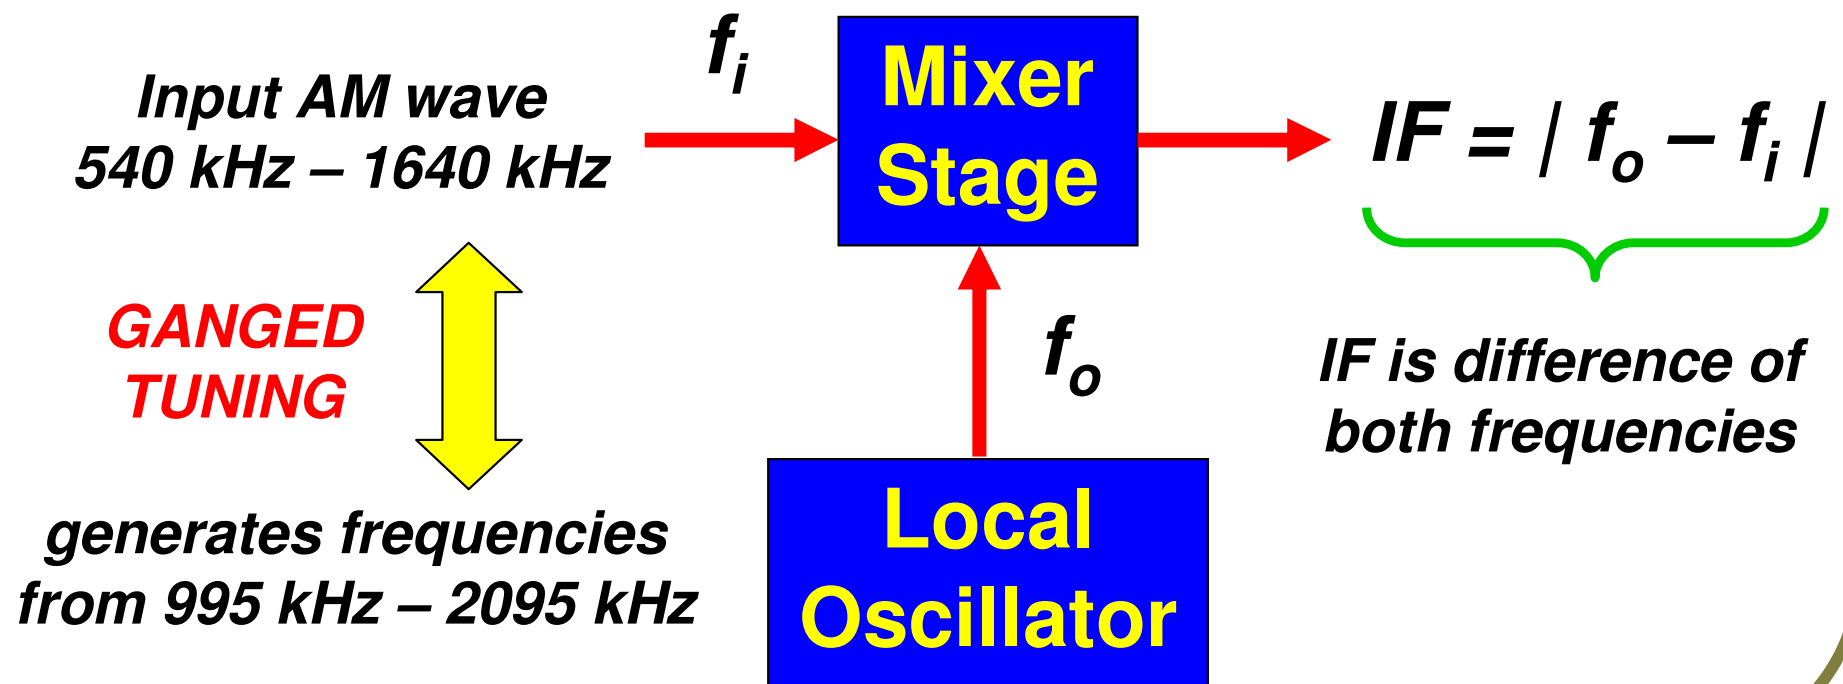 Input AM wave
540 kHz – 1640 kHz
fi
Mixer
Stage
IF = | fo – fi |
GANGED
TUNING
fo
IF is difference of
both frequencies
generates frequencies
from 995 kHz – 2095 kHz
Local
Oscillator